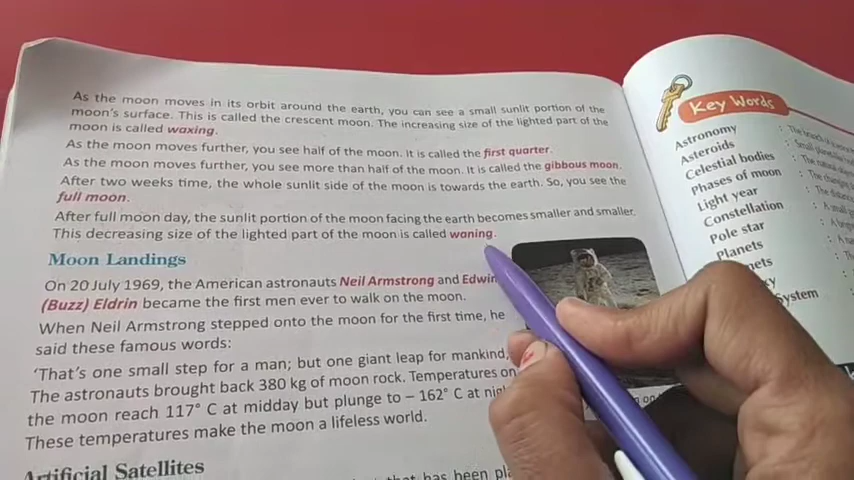 As the moon moves in its orbit around the earth, you can see a small sunlit portion of the
moon's surface. This is called the crescent moon. The increasing size of the lighted part of the
moon is called waxing.
As the moon moves further, you see half of the moon. It is called the first quarter.
As the moon moves further, you see more than half of the moon. It is called the gibbous moon.
After two weeks time, the whole sunlit side of the moon is towards the earth. So, you see the
full moon.
After full moon day, the sunlit portion of the moon facing the earth becomes smaller and smaller.
This decreasing size of the lighted part of the moon is called waning.
Moon Landings
On 20 July 1969, the American astronauts Neil Armstrong and Edwin
(Buzz) Eldrin became the first men ever to walk on the moon.
When Neil Armstrong stepped onto the moon for the first time, he
said these famous words:
'That's one small step for a man; but one giant leap for mankind
The astronauts brought back 380 kg of moon rock. Temperatures on
the moon reach 117° C at midday but plunge to – 162° C at
These temperatures make the moon a lifeless world.
Artificial Satellites
that has been
Key Words
Astronomy
Asteroids
Celestial bodies
Phases of moon
Light year
Constellation
Pole star
Planets
System